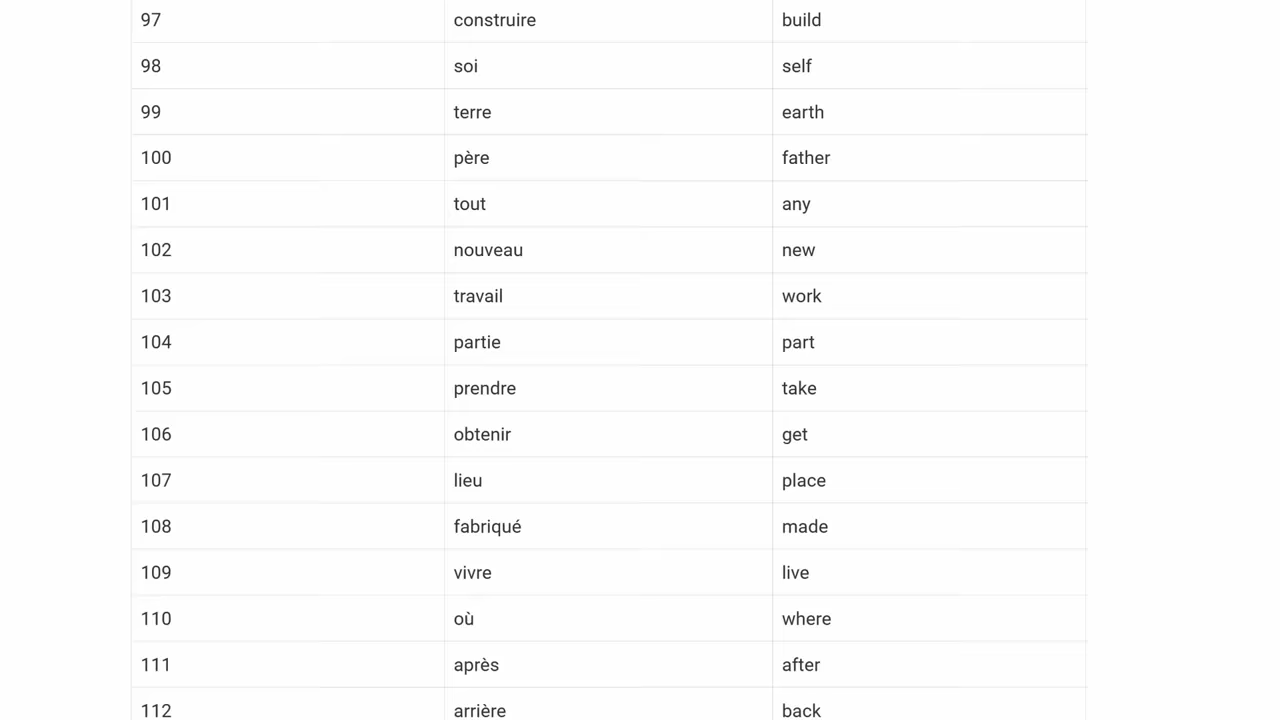 97 construire build
98 soi self
99 terre earth
100 père father
101 tout any
102 nouveau new
103 travail work
104 partie part
105 prendre take
106 obtenir get
107 lieu place
108 fabriqué made
109 vivre live
110 où where
111 après after
112 arrière back